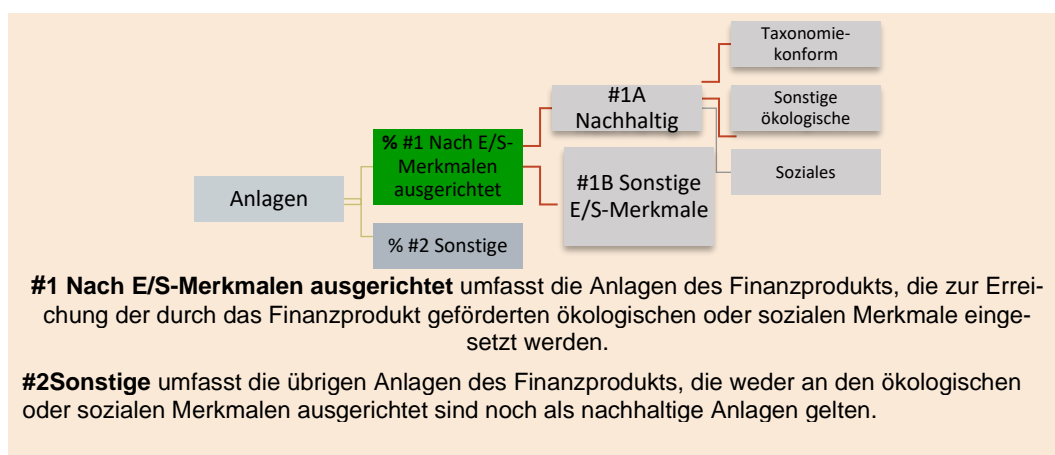 Taxonomie-
konform
#1A
Nachhaltig
Sonstige
ökologische
% #1 Nach E/S-
Merkmalen
ausgerichtet
Soziales
#1B Sonstige
E/S-Merkmale
Anlagen
% #2 Sonstige
#1 Nach E/S-Merkmalen ausgerichtet umfasst die Anlagen des Finanzprodukts, die zur Errei-
chung der durch das Finanzprodukt geförderten ökologischen oder sozialen Merkmale einge-
setzt werden.
#2Sonstige umfasst die übrigen Anlagen des Finanzprodukts, die weder an den ökologischen
oder sozialen Merkmalen ausgerichtet sind noch als nachhaltige Anlagen gelten.